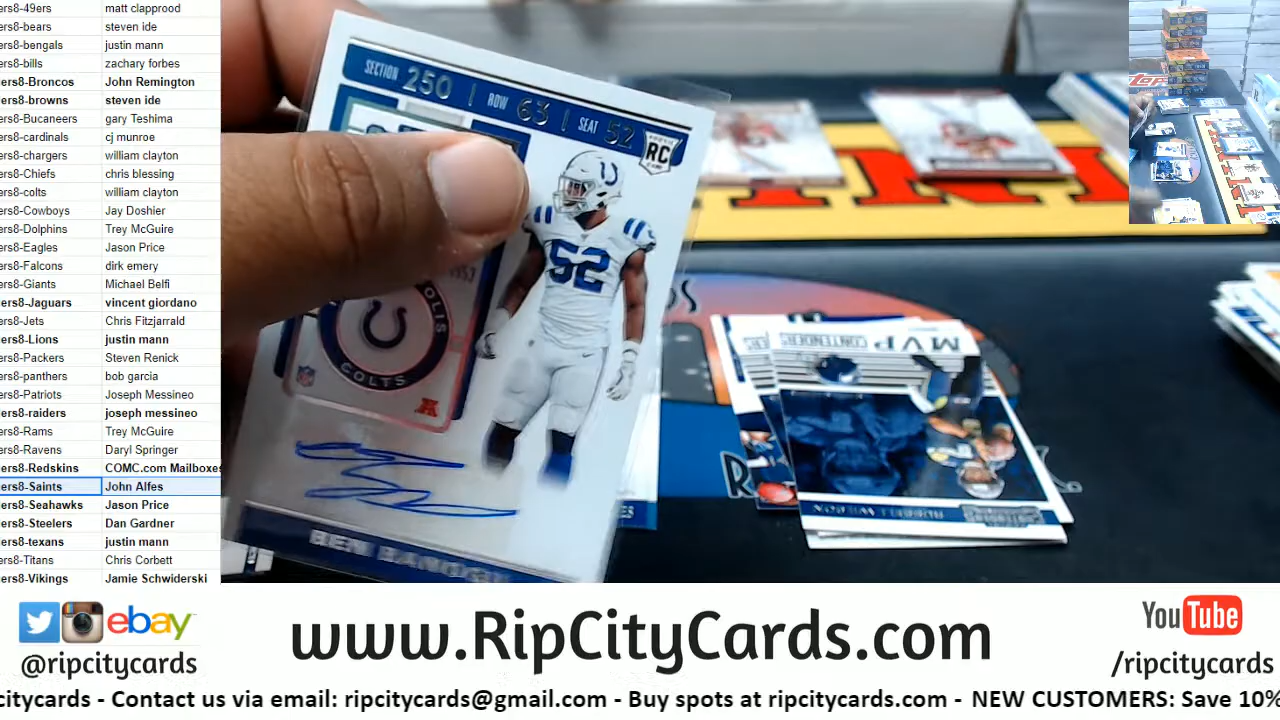 ers8-49ers matt clapprood
ers8-bears steven ide
ers8-bengals justin mann
ers8-bills zachary forbes
ers8-Broncos John Remington
ers8-browns steven ide
ers8-Bucaneers gary Teshima
ers8-cardinals cj munroe
ers8-chargers william clayton
ers8-Chiefs chris blessing
ers8-colts william clayton
ers8-Cowboys Jay Doshier
ers8-Dolphins Trey McGuire
ers8-Eagles Jason Price
ers8-Falcons dirk emery
ers8-Giants Michael Belfi
ers8-Jaguars vincent giordano
ers8-Jets Chris Fitzjarrald
ers8-Lions justin mann
ers8-Packers Steven Renick
ers8-panthers bob garcia
ers8-Patriots Joseph Messineo
ers8-raiders joseph messineo
ers8-Rams Trey McGuire
ers8-Ravens Daryl Springer
ers8-Redskins COMC.com Mailboxes
ers8-Saints John Alfes
ers8-Seahawks Jason Price
ers8-Steelers Dan Gardner
ers8-texans justin mann
ers8-Titans Chris Corbett
ers8-Vikings Jamie Schwiderski
SECTION 250 | ROW 63 | SEAT 52
RC
52
COLTS
MVP CONTENDERS
ebay
@ripcitycards
www.RipCityCards.com
YouTube
/ripcitycards
citycards - Contact us via email: ripcitycards@gmail.com - Buy spots at ripcitycards.com - NEW CUSTOMERS: Save 10%